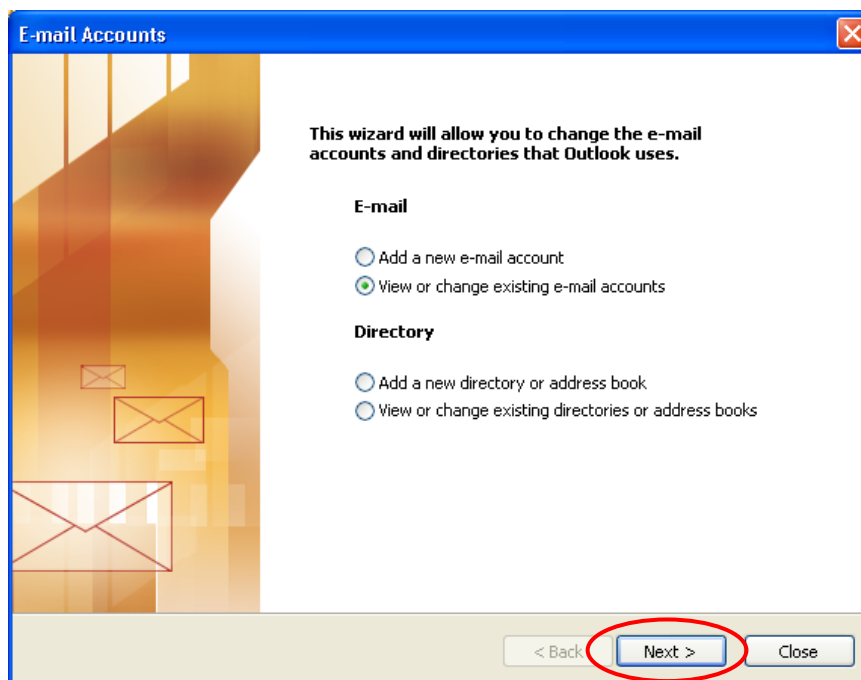 E-mail Accounts
This wizard will allow you to change the e-mail
accounts and directories that Outlook uses.
E-mail
Add a new e-mail account
View or change existing e-mail accounts
Directory
Add a new directory or address book
View or change existing directories or address books
< Back Next > Close